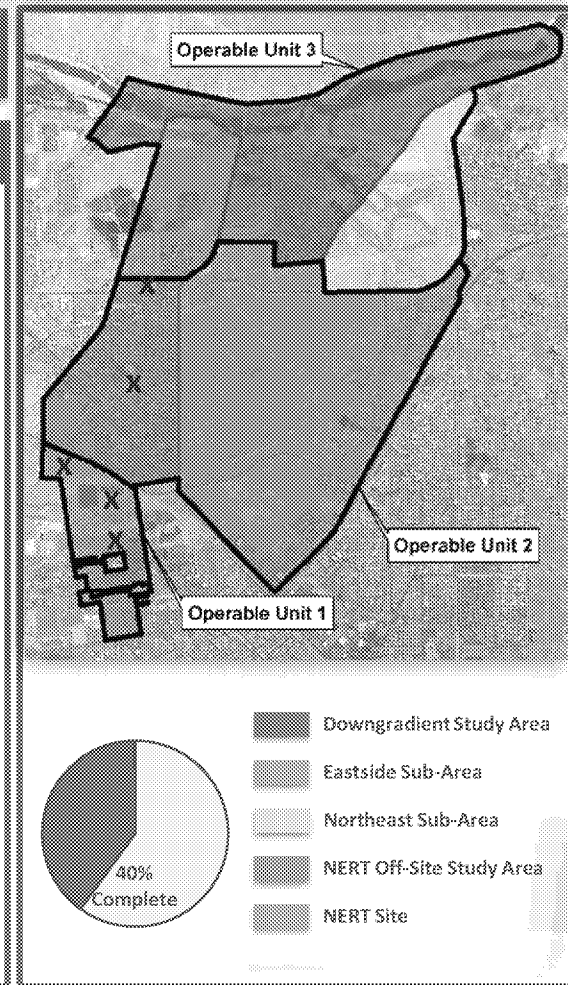 Operable Unit 3
X
X
X
X
X
Operable Unit 2
Operable Unit 1
Downgradient Study Area
Eastside Sub-Area
Northeast Sub-Area
NERT Off-Site Study Area
NERT Site
40%
Complete